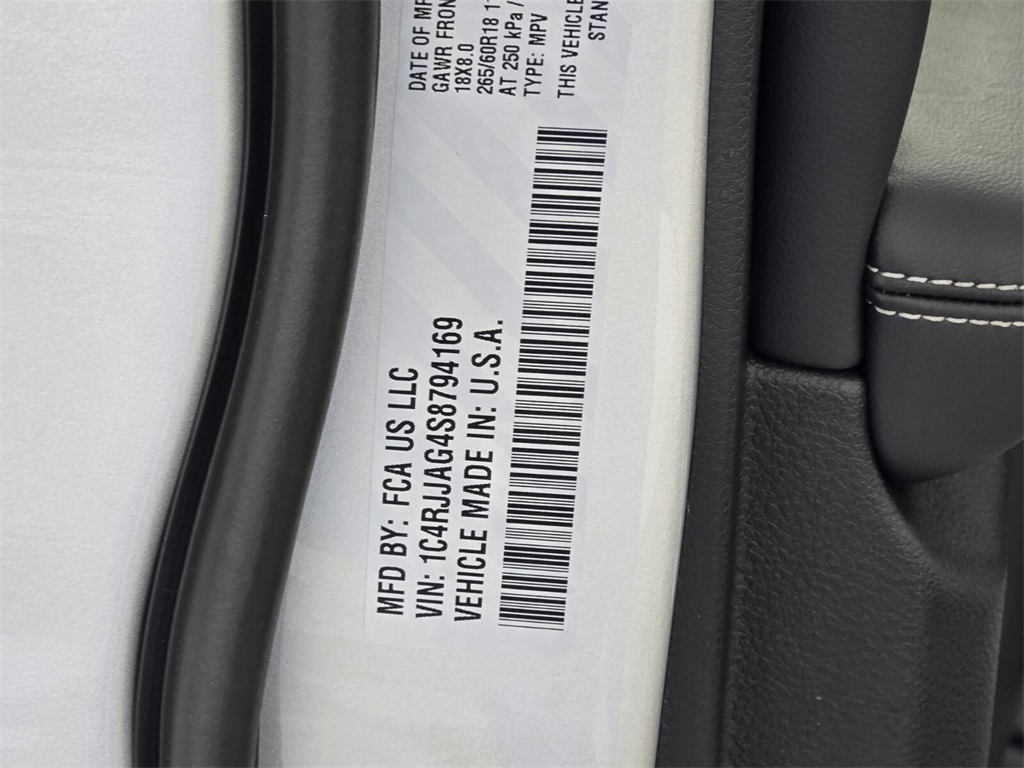 MFD BY: FCA US LLC
VIN: 1C4RJJAG4S8794169
VEHICLE MADE IN: U.S.A.
DATE OF
GAWR FRON
18X8.0
265/60R18
AT 250 kPa /
TYPE: MPV
THIS VEHICLE
STAN